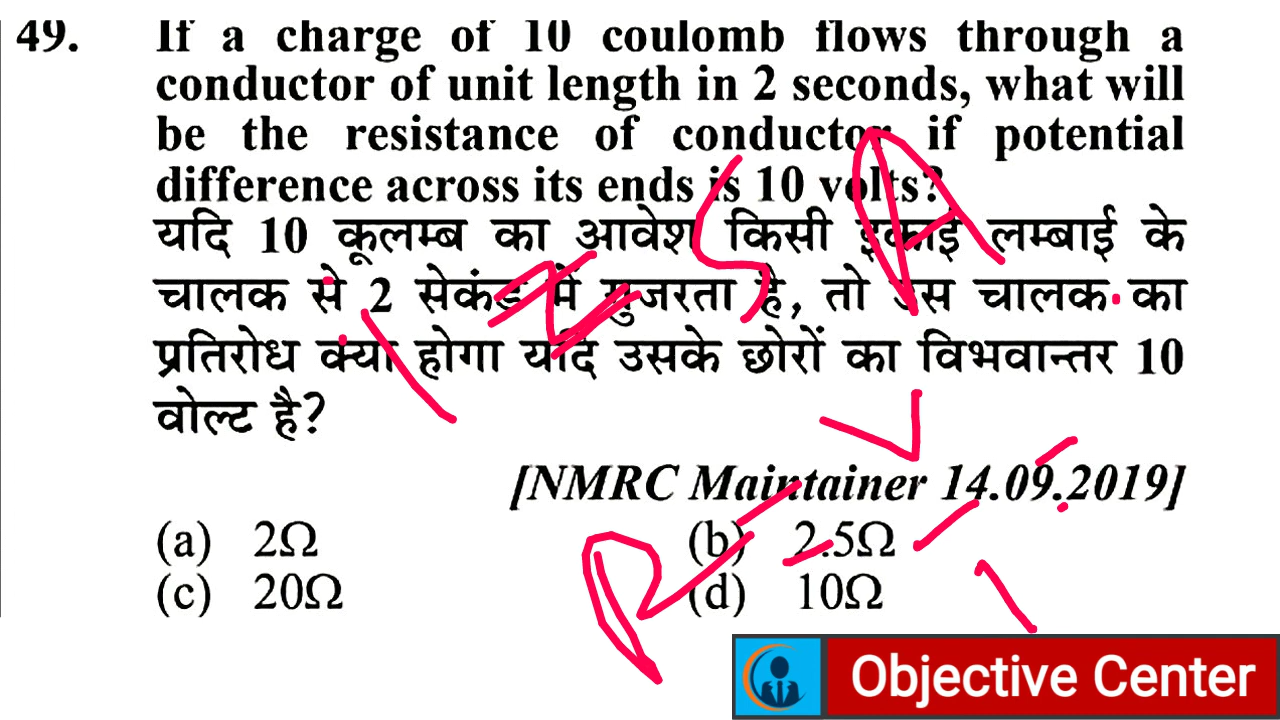 49. If a charge of 10 coulomb flows through a
conductor of unit length in 2 seconds, what will
be the resistance of conductor if potential
difference across its ends is 10 volts?
यदि 10 कूलम्ब का आवेश किसी इकाई लम्बाई के
चालक से 2 सेकंड में गुजरता है, तो उस चालक का
प्रतिरोध क्या होगा यदि उसके छोरों का विभवान्तर 10
वोल्ट है?
[NMRC Maintainer 14.09.2019]
(a) 2Ω (b) 2.5Ω
(c) 20Ω (d) 10Ω
5 A
V
R
Objective Center